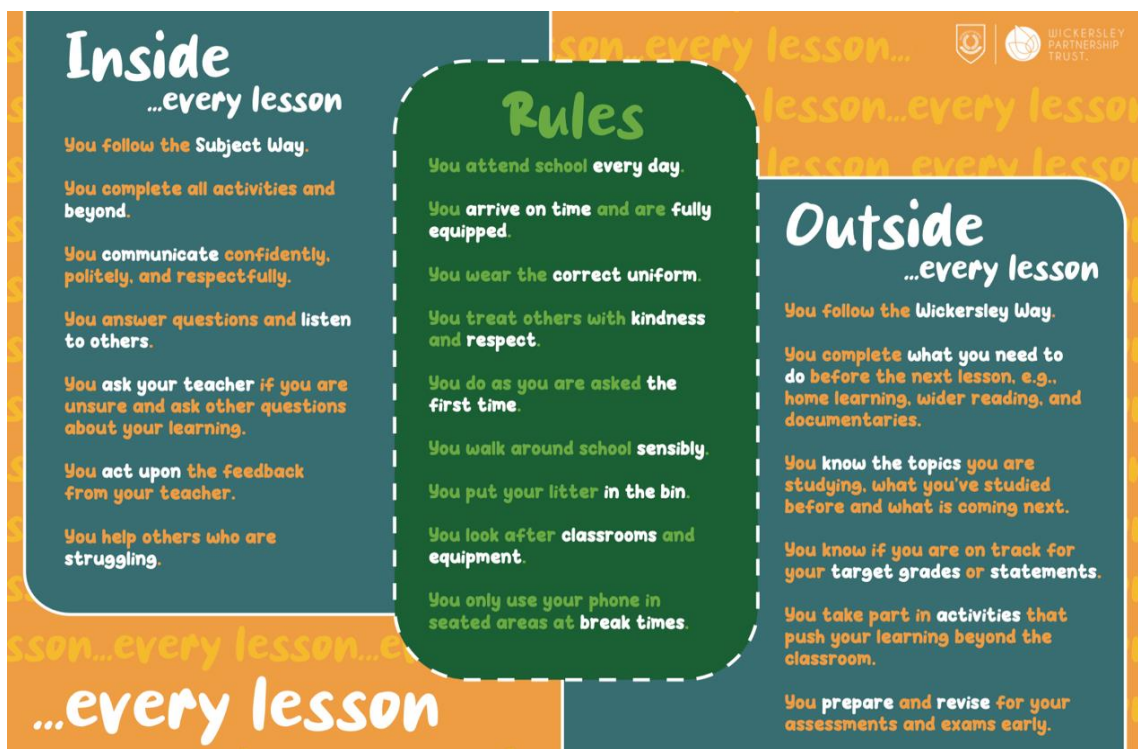 Inside
...every lesson
You follow the Subject Way.
You complete all activities and
beyond.
You communicate confidently,
politely, and respectfully.
You answer questions and listen
to others.
You ask your teacher if you are
unsure and ask other questions
about your learning.
You act upon the feedback
from your teacher.
You help others who are
struggling.
Rules
You attend school every day.
You arrive on time and are fully
equipped.
You wear the correct uniform.
You treat others with kindness
and respect.
You do as you are asked the
first time.
You walk around school sensibly.
You put your litter in the bin.
You look after classrooms and
equipment.
You only use your phone in
seated areas at break times.
WICKERSLEY
PARTNERSHIP
TRUST.
son...every lesson...
lesson...every lesso
lesson...every lesso
Outside
...every lesson
You follow the Wickersley Way.
You complete what you need to
do before the next lesson, e.g.,
home learning, wider reading, and
documentaries.
You know the topics you are
studying, what you've studied
before and what is coming next.
You know if you are on track for
your target grades or statements.
You take part in activities that
push your learning beyond the
classroom.
You prepare and revise for your
assessments and exams early.
sson...every lesson...e
...every lesson